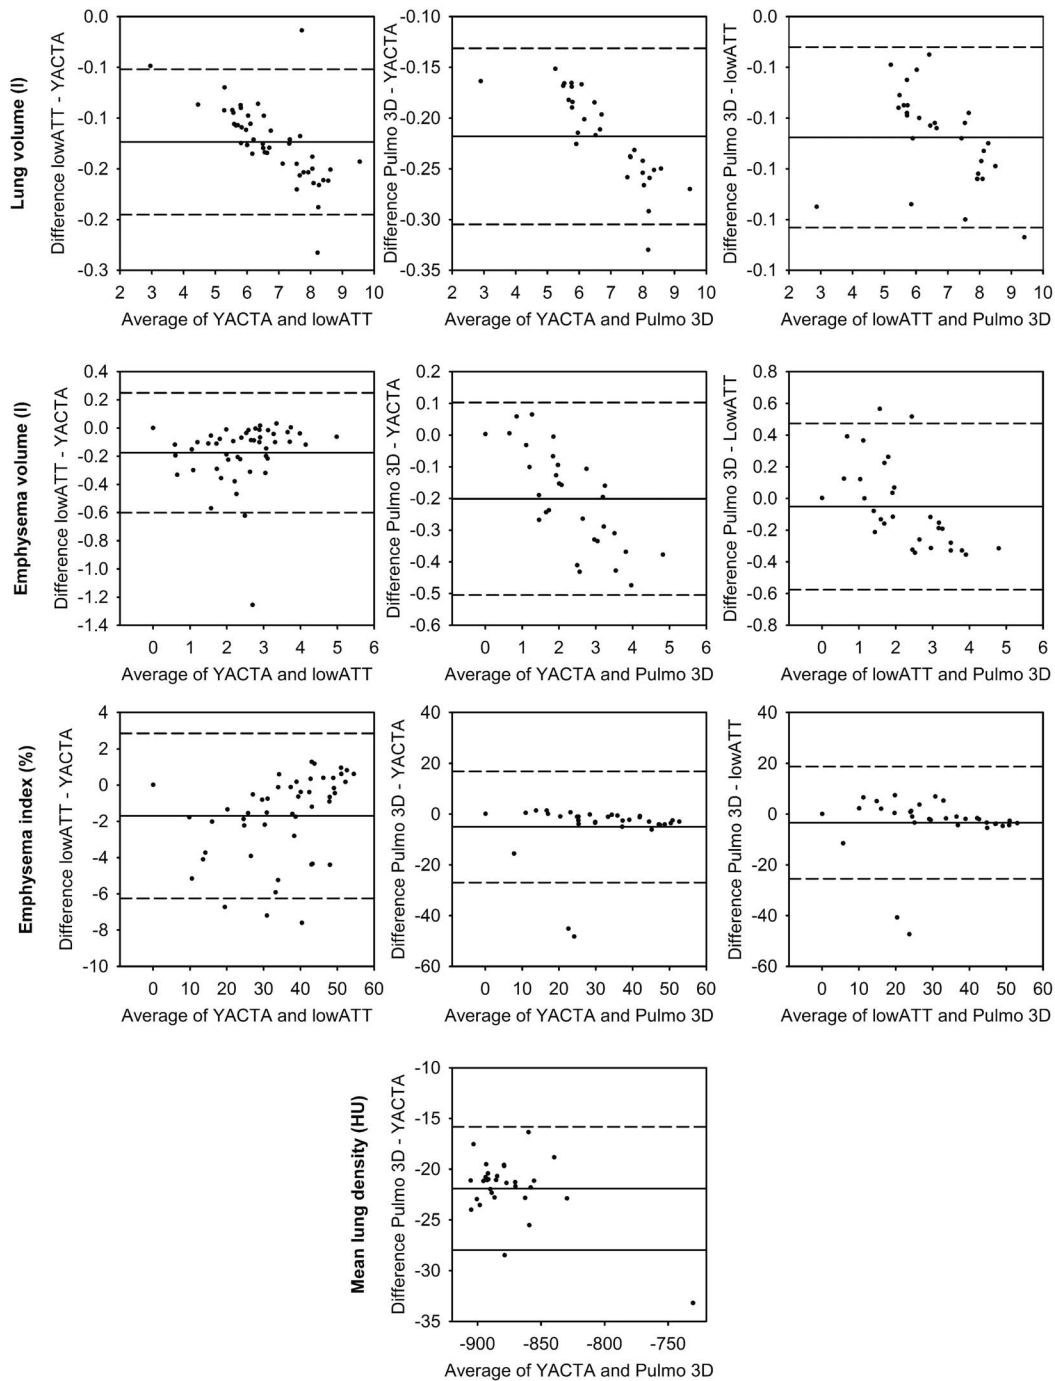 Lung volume (l)
Difference lowATT - YACTA
0.0
-0.1
-0.1
-0.2
-0.2
-0.3
2 3 4 5 6 7 8 9 10
Average of YACTA and lowATT
Difference Pulmo 3D - YACTA
-0.10
-0.15
-0.20
-0.25
-0.30
-0.35
2 3 4 5 6 7 8 9 10
Average of YACTA and Pulmo 3D
Difference Pulmo 3D - lowATT
0.0
-0.1
-0.1
-0.1
-0.1
-0.1
2 3 4 5 6 7 8 9 10
Average of lowATT and Pulmo 3D
Emphysema volume (l)
Difference lowATT - YACTA
0.4
0.2
0.0
-0.2
-0.4
-0.6
-0.8
-1.0
-1.2
-1.4
0 1 2 3 4 5 6
Average of YACTA and lowATT
Difference Pulmo 3D - YACTA
0.2
0.1
0.0
-0.1
-0.2
-0.3
-0.4
-0.5
-0.6
0 1 2 3 4 5 6
Average of YACTA and Pulmo 3D
Difference Pulmo 3D - LowATT
0.8
0.6
0.4
0.2
0.0
-0.2
-0.4
-0.6
-0.8
0 1 2 3 4 5 6
Average of lowATT and Pulmo 3D
Emphysema index (%)
Difference lowATT - YACTA
4
2
0
-2
-4
-6
-8
-10
0 10 20 30 40 50 60
Average of YACTA and lowATT
Difference Pulmo 3D - YACTA
40
20
0
-20
-40
-60
0 10 20 30 40 50 60
Average of YACTA and Pulmo 3D
Difference Pulmo 3D - lowATT
40
20
0
-20
-40
-60
0 10 20 30 40 50 60
Average of lowATT and Pulmo 3D
Mean lung density (HU)
Difference Pulmo 3D - YACTA
-10
-15
-20
-25
-30
-35
-900 -850 -800 -750
Average of YACTA and Pulmo 3D